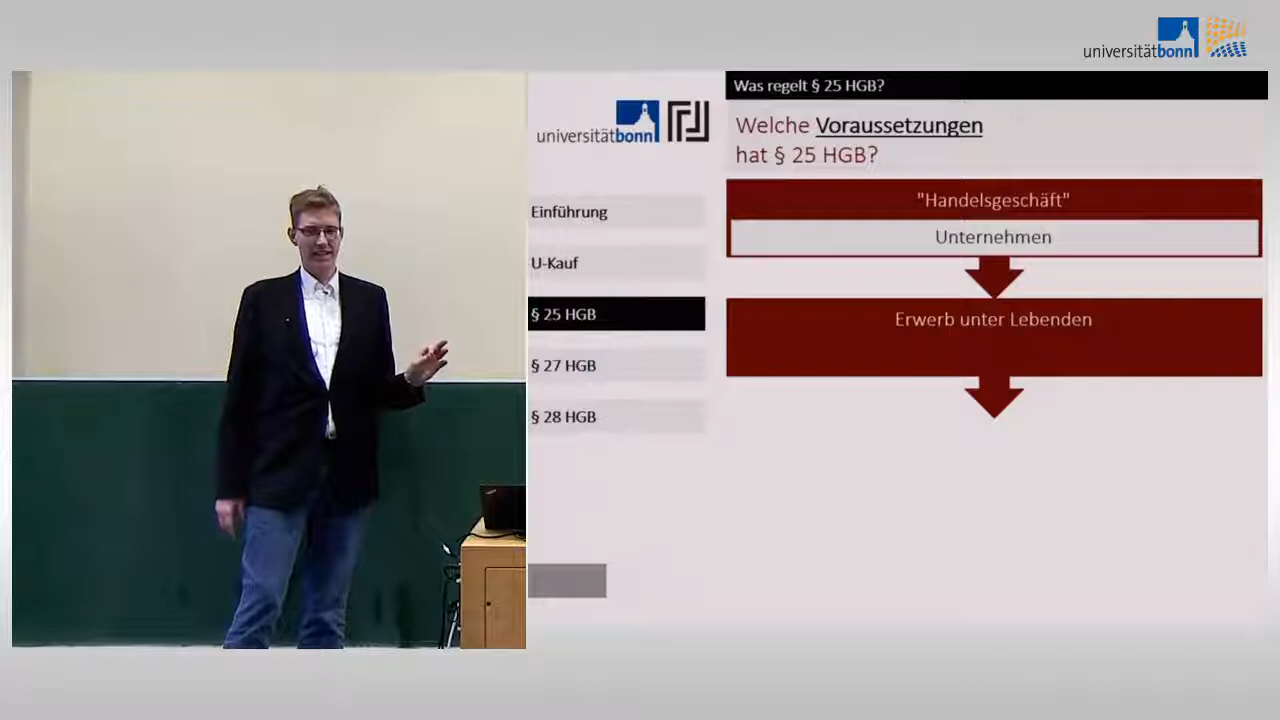 universitätbonn
Was regelt § 25 HGB?
universitätbonn
Welche Voraussetzungen
hat § 25 HGB?
"Handelsgeschäft"
Unternehmen
Erwerb unter Lebenden
Einführung
U-Kauf
§ 25 HGB
§ 27 HGB
§ 28 HGB